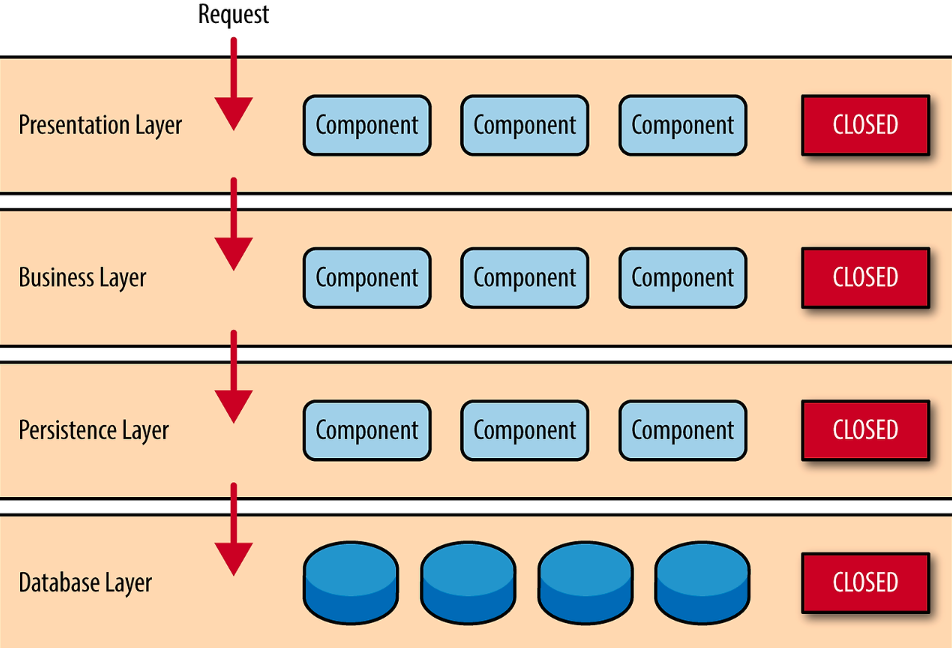 Request
Presentation Layer
Component
Component
Component
CLOSED
Business Layer
Component
Component
Component
CLOSED
Persistence Layer
Component
Component
Component
CLOSED
Database Layer
CLOSED